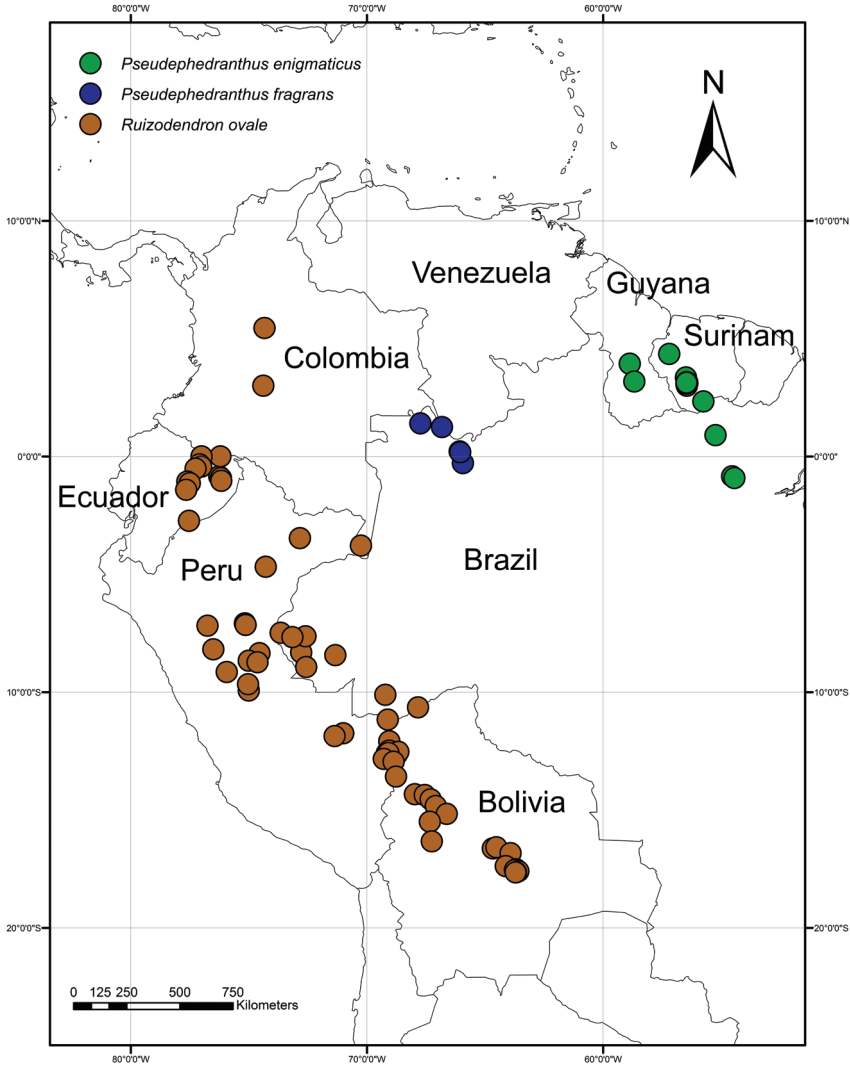 80°0'0"W 70°0'0"W 60°0'0"W
Pseudephedranthus enigmaticus
Pseudephedranthus fragrans
Ruizodendron ovale
N
10°0'0"N 10°0'0"N
Venezuela
Guyana
Surinam
Colombia
0°0'0" 0°0'0"
Ecuador
Brazil
Peru
10°0'0"S 10°0'0"S
Bolivia
20°0'0"S 20°0'0"S
0 125 250 500 750
Kilometers
80°0'0"W 70°0'0"W 60°0'0"W